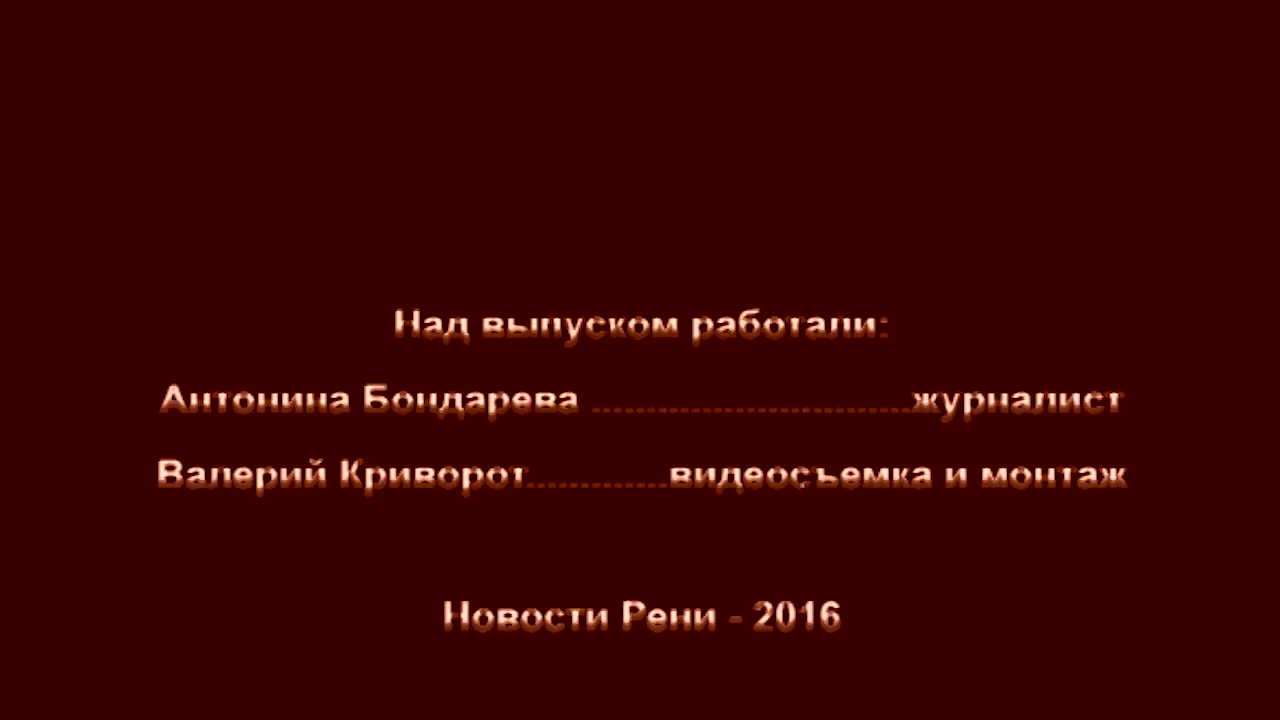 Над выпуском работали:
Антонина Бондарева .............................журналист
Валерий Криворот.............видеосъемка и монтаж
Новости Рени - 2016